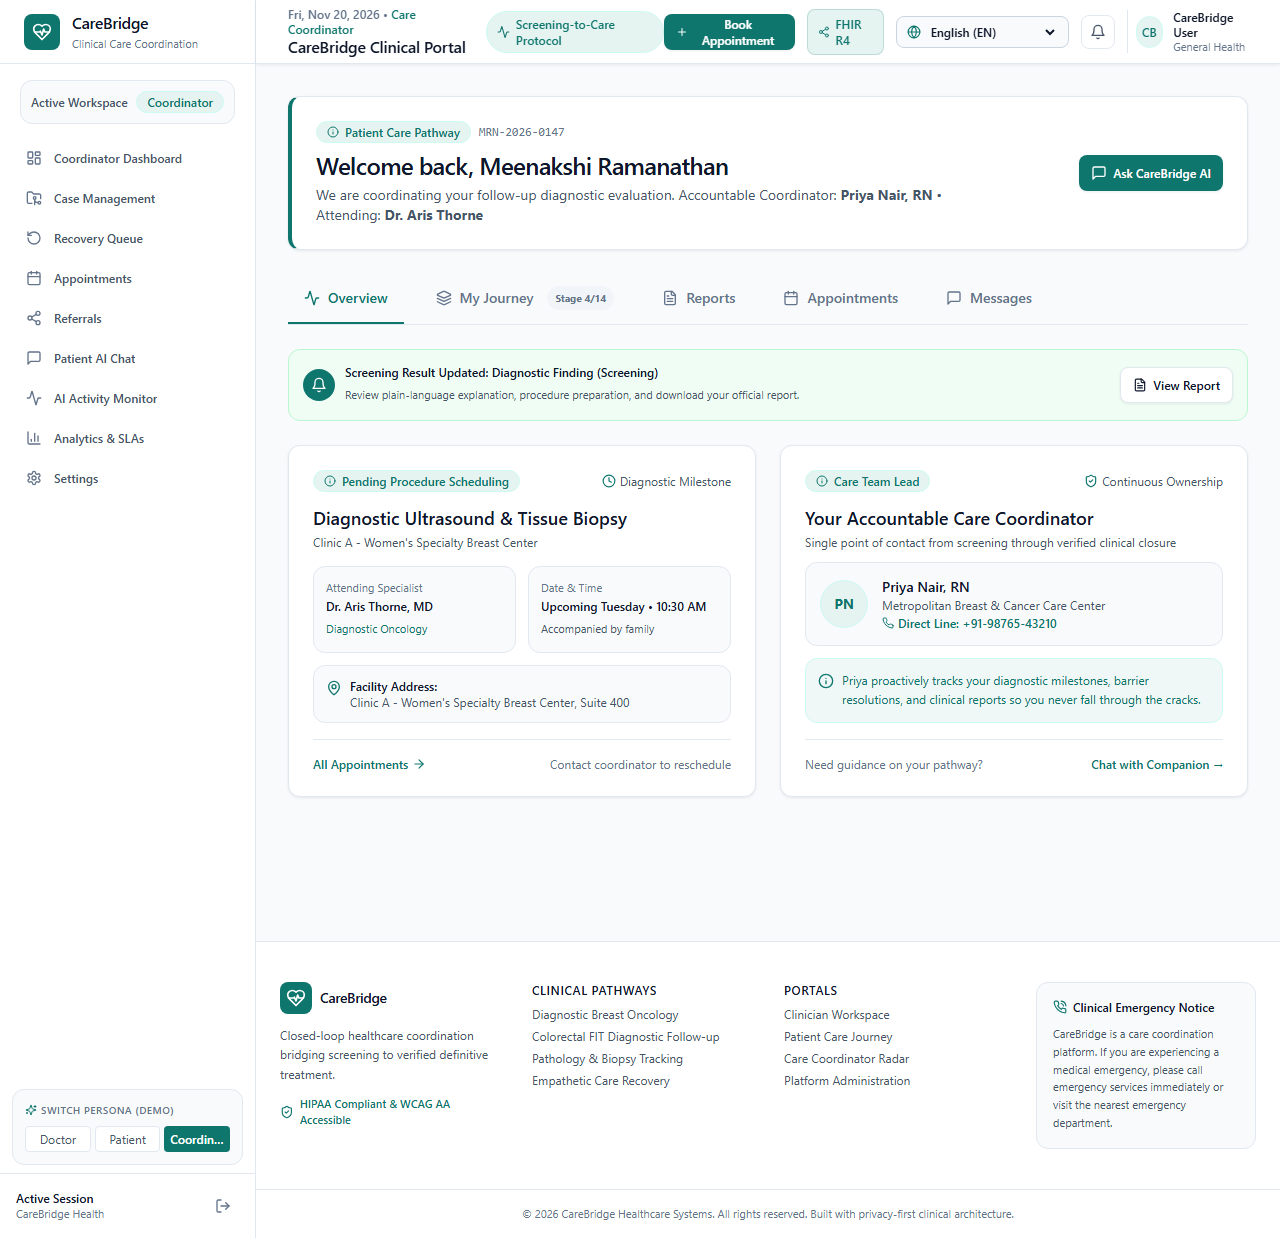 CareBridge
Clinical Care Coordination
Active Workspace
Coordinator
Coordinator Dashboard
Case Management
Recovery Queue
Appointments
Referrals
Patient AI Chat
AI Activity Monitor
Analytics & SLAs
Settings
SWITCH PERSONA (DEMO)
Doctor
Patient
Coordin...
Active Session
CareBridge Health
Fri, Nov 20, 2026 • Care
Coordinator
CareBridge Clinical Portal
Screening-to-Care
Protocol
Book
Appointment
FHIR
R4
English (EN)
CB
CareBridge
User
General Health
Patient Care Pathway
MRN-2026-0147
Welcome back, Meenakshi Ramanathan
We are coordinating your follow-up diagnostic evaluation. Accountable Coordinator: Priya Nair, RN •
Attending: Dr. Aris Thorne
Ask CareBridge AI
Overview
My Journey
Stage 4/14
Reports
Appointments
Messages
Screening Result Updated: Diagnostic Finding (Screening)
Review plain-language explanation, procedure preparation, and download your official report.
View Report
Pending Procedure Scheduling
Diagnostic Milestone
Diagnostic Ultrasound & Tissue Biopsy
Clinic A - Women's Specialty Breast Center
Attending Specialist
Dr. Aris Thorne, MD
Diagnostic Oncology
Date & Time
Upcoming Tuesday • 10:30 AM
Accompanied by family
Facility Address:
Clinic A - Women's Specialty Breast Center, Suite 400
All Appointments →
Contact coordinator to reschedule
Care Team Lead
Continuous Ownership
Your Accountable Care Coordinator
Single point of contact from screening through verified clinical closure
PN
Priya Nair, RN
Metropolitan Breast & Cancer Care Center
Direct Line: +91-98765-43210
Priya proactively tracks your diagnostic milestones, barrier
resolutions, and clinical reports so you never fall through the cracks.
Need guidance on your pathway?
Chat with Companion →
CareBridge
Closed-loop healthcare coordination
bridging screening to verified definitive
treatment.
HIPAA Compliant & WCAG AA
Accessible
CLINICAL PATHWAYS
Diagnostic Breast Oncology
Colorectal FIT Diagnostic Follow-up
Pathology & Biopsy Tracking
Empathetic Care Recovery
PORTALS
Clinician Workspace
Patient Care Journey
Care Coordinator Radar
Platform Administration
Clinical Emergency Notice
CareBridge is a care coordination
platform. If you are experiencing a
medical emergency, please call
emergency services immediately or
visit the nearest emergency
department.
© 2026 CareBridge Healthcare Systems. All rights reserved. Built with privacy-first clinical architecture.